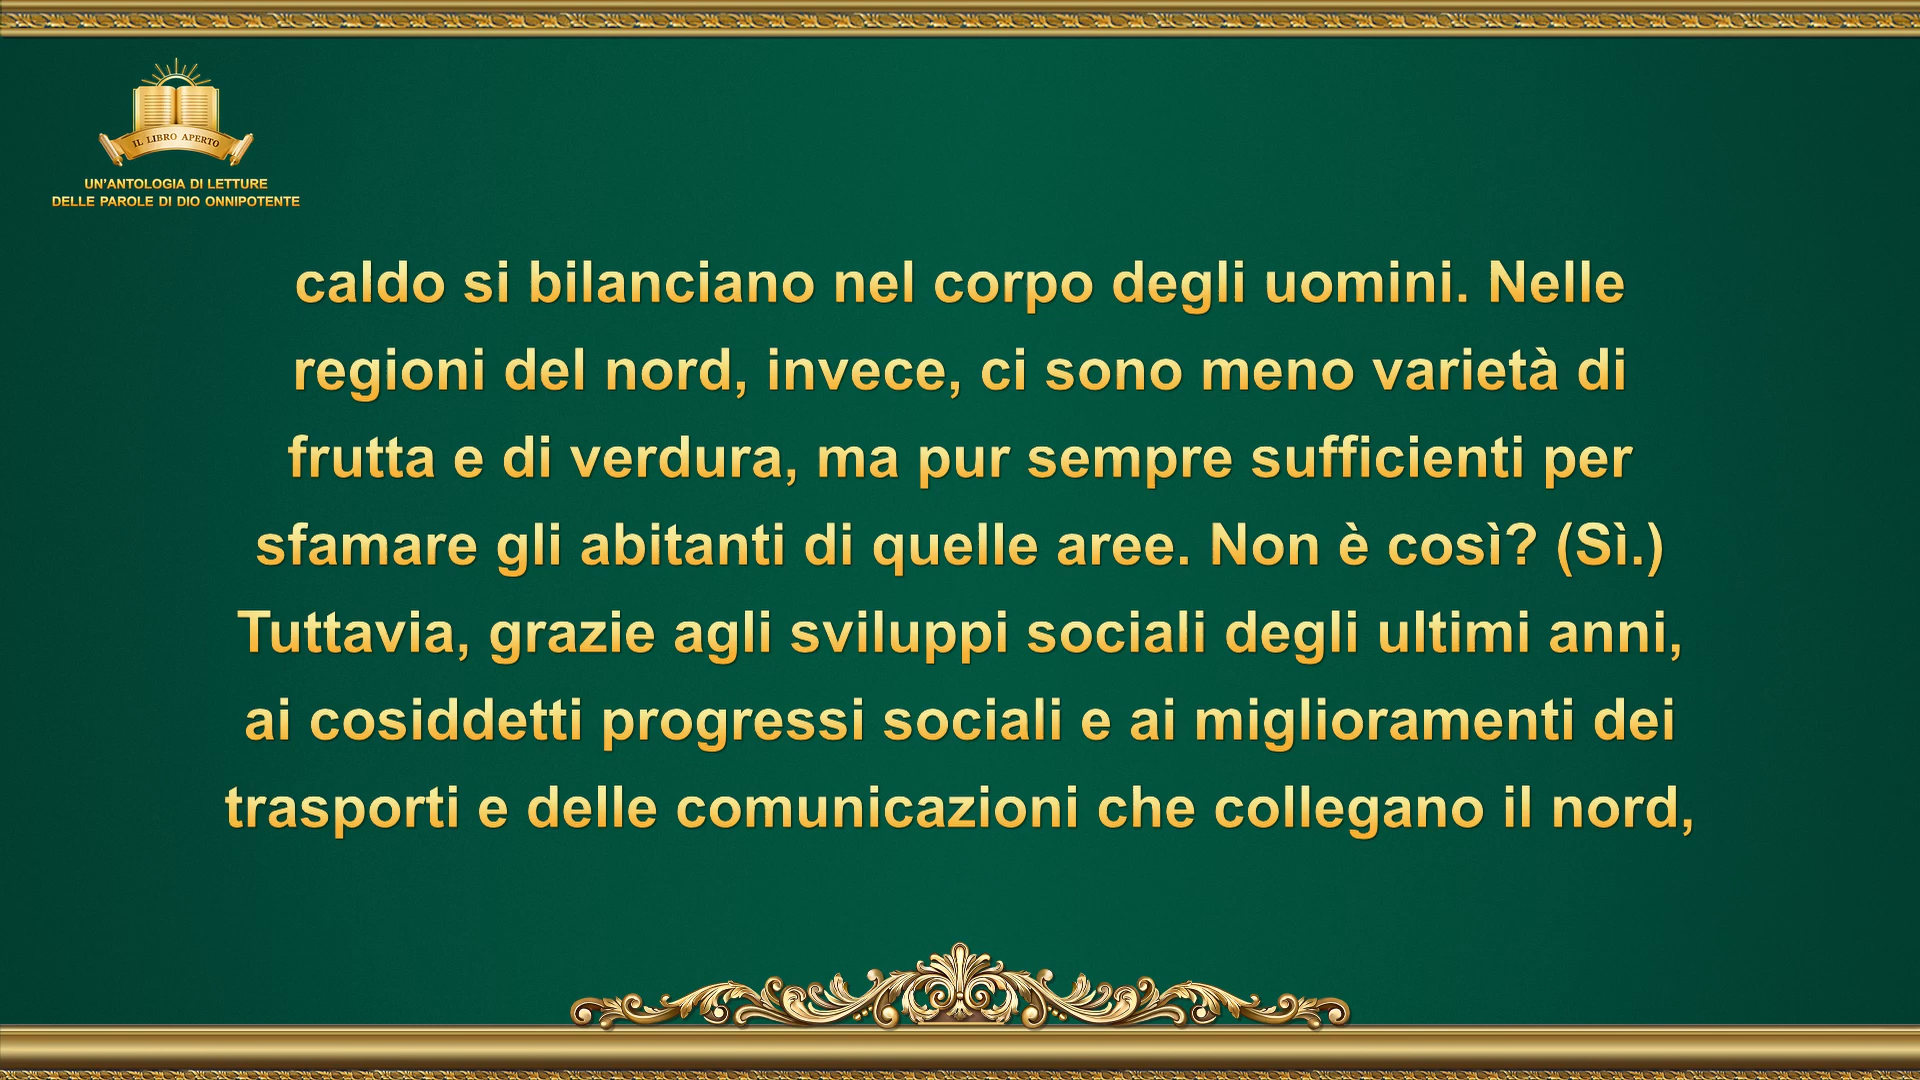 IL LIBRO APERTO
UN'ANTOLOGIA DI LETTURE
DELLE PAROLE DI DIO ONNIPOTENTE
caldo si bilanciano nel corpo degli uomini. Nelle
regioni del nord, invece, ci sono meno varietà di
frutta e di verdura, ma pur sempre sufficienti per
sfamare gli abitanti di quelle aree. Non è così? (Sì.)
Tuttavia, grazie agli sviluppi sociali degli ultimi anni,
ai cosiddetti progressi sociali e ai miglioramenti dei
trasporti e delle comunicazioni che collegano il nord,